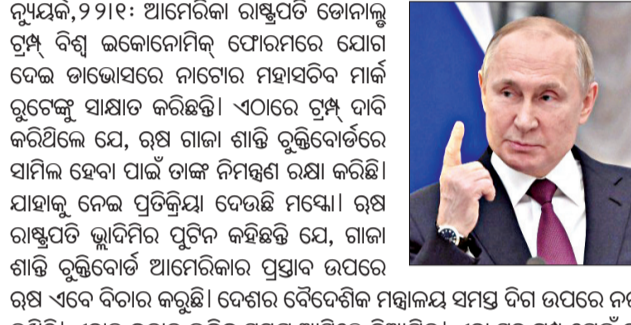 ନ୍ୟୁୟର୍କ,୨୨।୧: ଆମେରିକା ରାଷ୍ଟ୍ରପତି ଡୋନାଲ୍ଡ
ଟ୍ରମ୍ପ୍ ବିଶ୍ୱ ଇକୋନୋମିକ୍ ଫୋରମରେ ଯୋଗ
ଦେଇ ଡାଭୋସରେ ନାଟୋର ମହାସଚିବ ମାର୍କ
ରୁଟେଙ୍କୁ ସାକ୍ଷାତ କରିଛନ୍ତି। ଏଠାରେ ଟ୍ରମ୍ପ୍ ଦାବି
କରିଥିଲେ ଯେ, ଋଷ ଗାଜା ଶାନ୍ତି ଚୁକ୍ତିବୋର୍ଡରେ
ସାମିଲ ହେବା ପାଇଁ ତାଙ୍କ ନିମନ୍ତ୍ରଣ ରକ୍ଷା କରିଛି।
ଯାହାକୁ ନେଇ ପ୍ରତିକ୍ରିୟା ଦେଉଛି ମସ୍କୋ। ଋଷ
ରାଷ୍ଟ୍ରପତି ଭ୍ଲାଦିମିର ପୁଟିନ କହିଛନ୍ତି ଯେ, ଗାଜା
ଶାନ୍ତି ଚୁକ୍ତିବୋର୍ଡ ଆମେରିକାର ପ୍ରସ୍ତାବ ଉପରେ
ଋଷ ଏବେ ବିଚାର କରୁଛି। ଦେଶର ବୈଦେଶିକ ମନ୍ତ୍ରାଳୟ ସମସ୍ତ ଦିଗ ଉପରେ